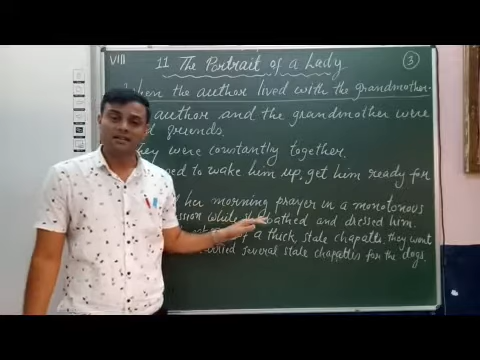 VIII
11 The Portrait of a Lady
3
when the author lived with the grandmother.
author and the grandmother were
friends.
They were constantly together.
to wake him up, get him ready for
her morning prayer in a monotonous
while she bathed and dressed him.
a thick, stale chapatti, they went
several stale chapattis for the dogs.